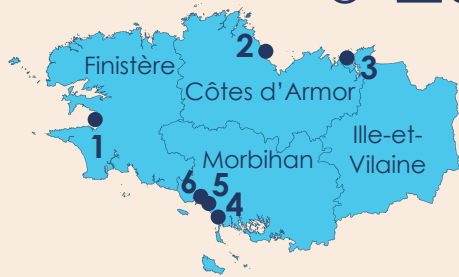 Finistère
2
3
Côtes d'Armor
1
Ille-et-
Vilaine
Morbihan
6
5
4